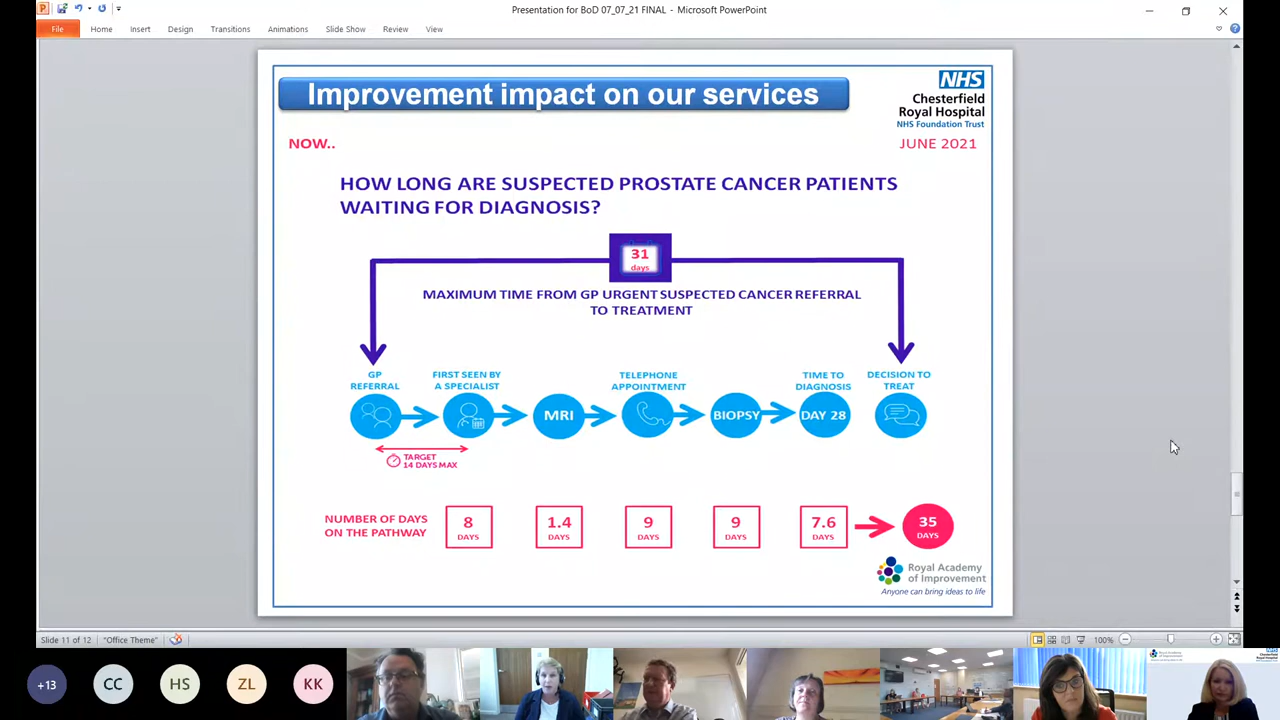 Presentation for BoD 07_07_21 FINAL - Microsoft PowerPoint
File Home Insert Design Transitions Animations Slide Show Review View
Improvement impact on our services
NHS
Chesterfield
Royal Hospital
NHS Foundation Trust
NOW..
JUNE 2021
HOW LONG ARE SUSPECTED PROSTATE CANCER PATIENTS
WAITING FOR DIAGNOSIS?
31
days
MAXIMUM TIME FROM GP URGENT SUSPECTED CANCER REFERRAL
TO TREATMENT
GP
REFERRAL
FIRST SEEN BY
A SPECIALIST
TELEPHONE
APPOINTMENT
TIME TO
DIAGNOSIS
DECISION TO
TREAT
MRI
BIOPSY
DAY 28
TARGET
14 DAYS MAX
NUMBER OF DAYS
ON THE PATHWAY
8
DAYS
1.4
DAYS
9
DAYS
9
DAYS
7.6
DAYS
35
DAYS
Royal Academy
of Improvement
Anyone can bring ideas to life
Slide 11 of 12 "Office Theme" 100%
+13 CC HS ZL KK